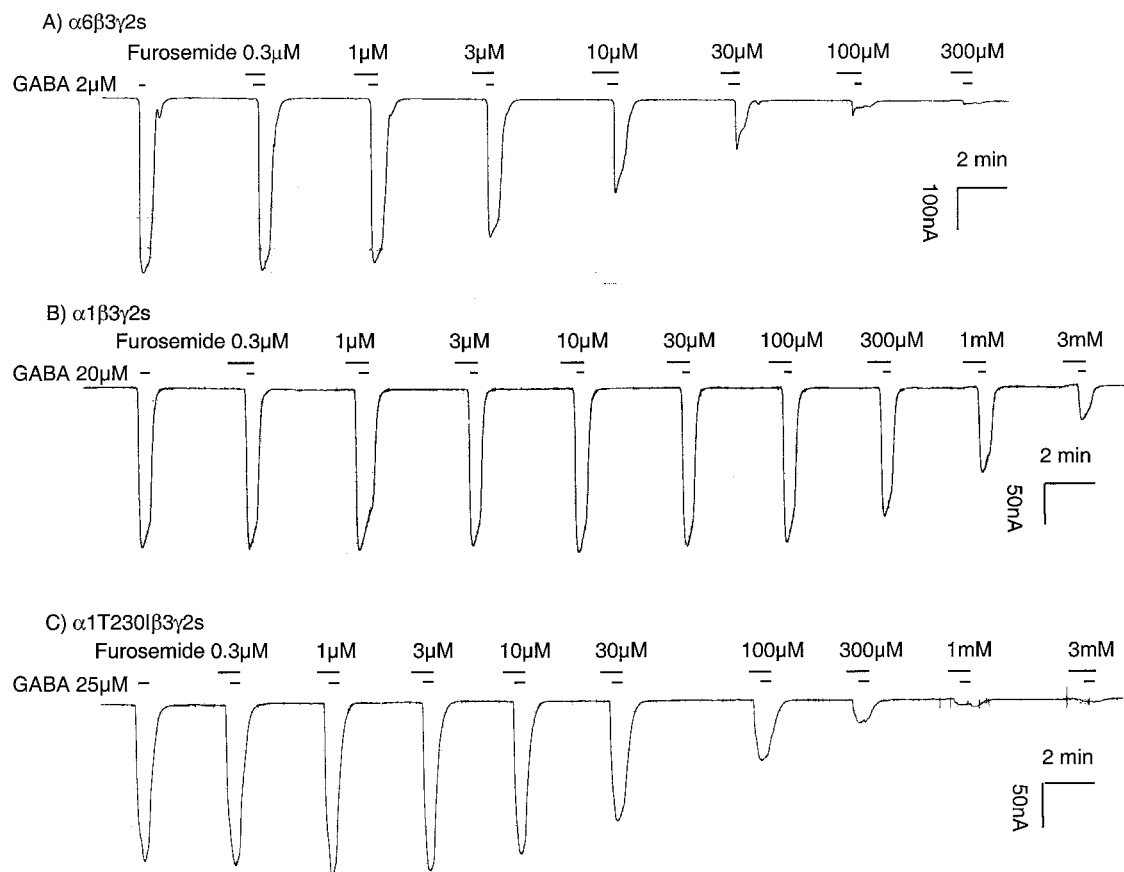 A) α6β3γ2s
Furosemide 0.3µM 1µM 3µM 10µM 30µM 100µM 300µM
GABA 2µM
2 min
100nA
B) α1β3γ2s
Furosemide 0.3µM 1µM 3µM 10µM 30µM 100µM 300µM 1mM 3mM
GABA 20µM
2 min
50nA
C) α1T230Iβ3γ2s
Furosemide 0.3µM 1µM 3µM 10µM 30µM 100µM 300µM 1mM 3mM
GABA 25µM
2 min
50nA